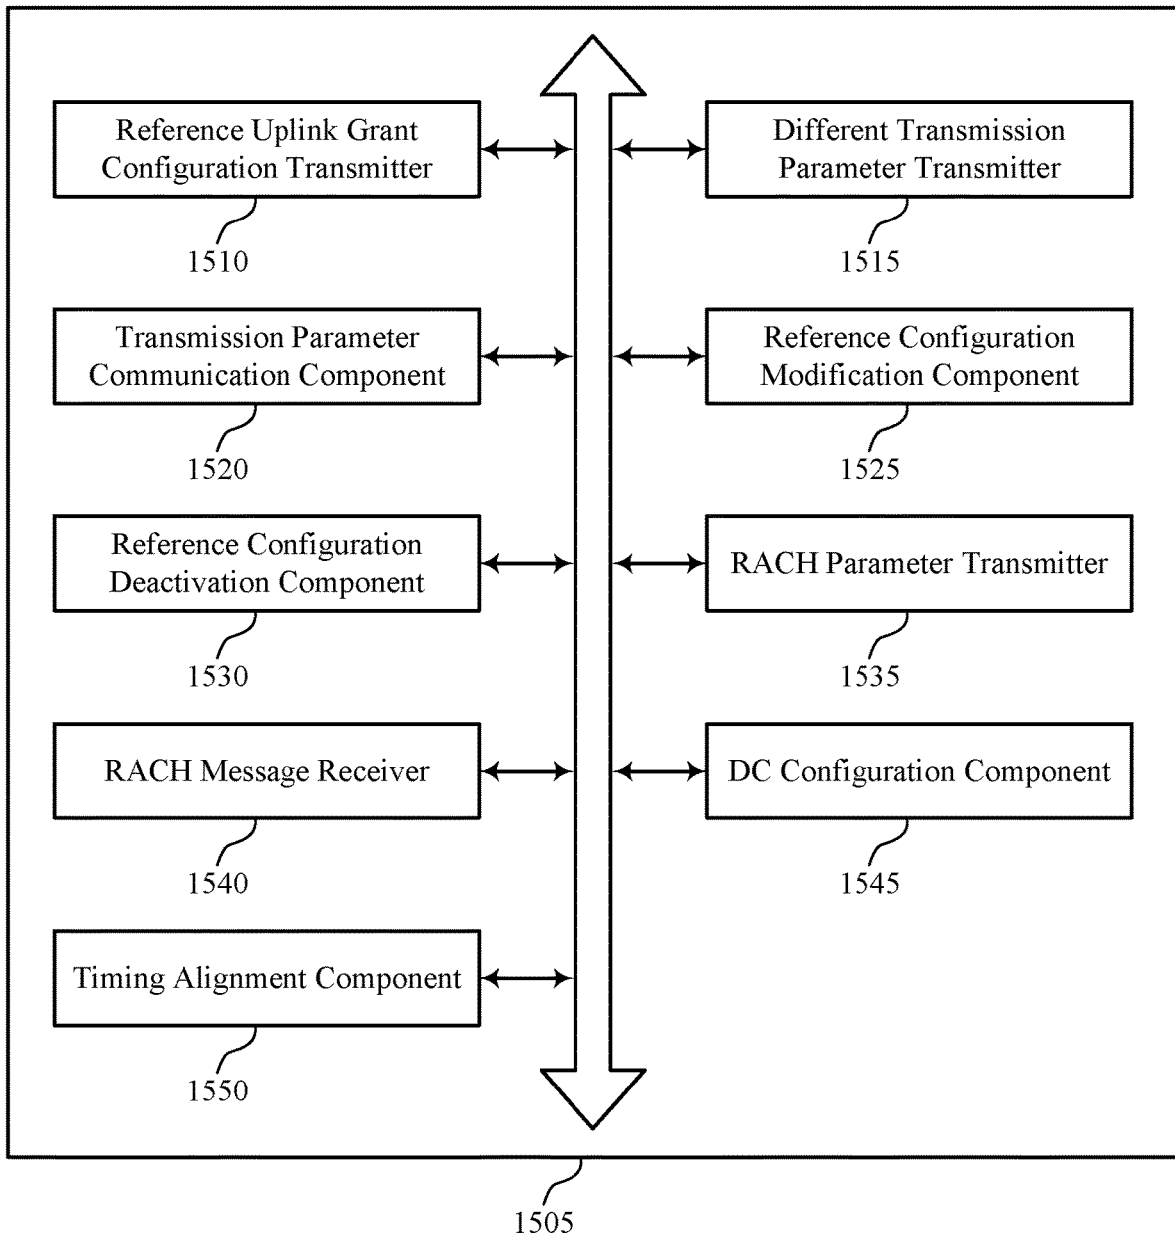 Reference Uplink Grant
Configuration Transmitter
1510
Different Transmission
Parameter Transmitter
1515
Transmission Parameter
Communication Component
1520
Reference Configuration
Modification Component
1525
Reference Configuration
Deactivation Component
1530
RACH Parameter Transmitter
1535
RACH Message Receiver
1540
DC Configuration Component
1545
Timing Alignment Component
1550
1505